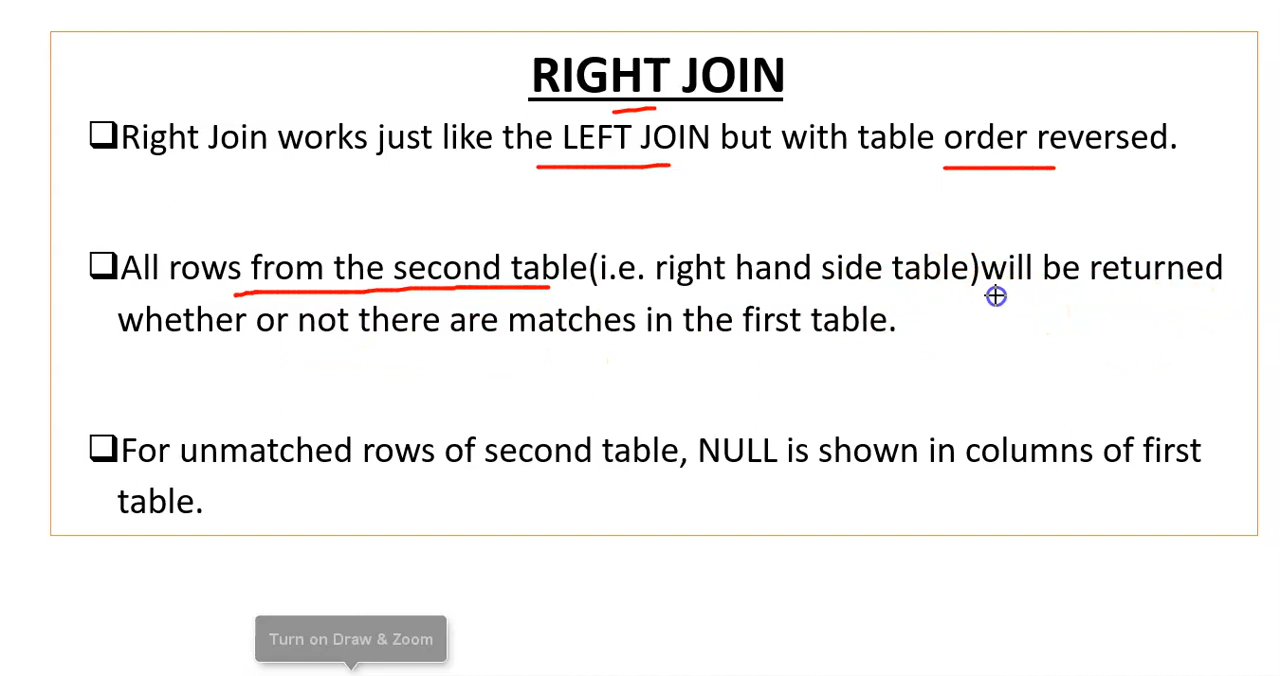 RIGHT JOIN
❑Right Join works just like the LEFT JOIN but with table order reversed.
❑All rows from the second table(i.e. right hand side table)will be returned
whether or not there are matches in the first table.
❑For unmatched rows of second table, NULL is shown in columns of first
table.
Turn on Draw & Zoom